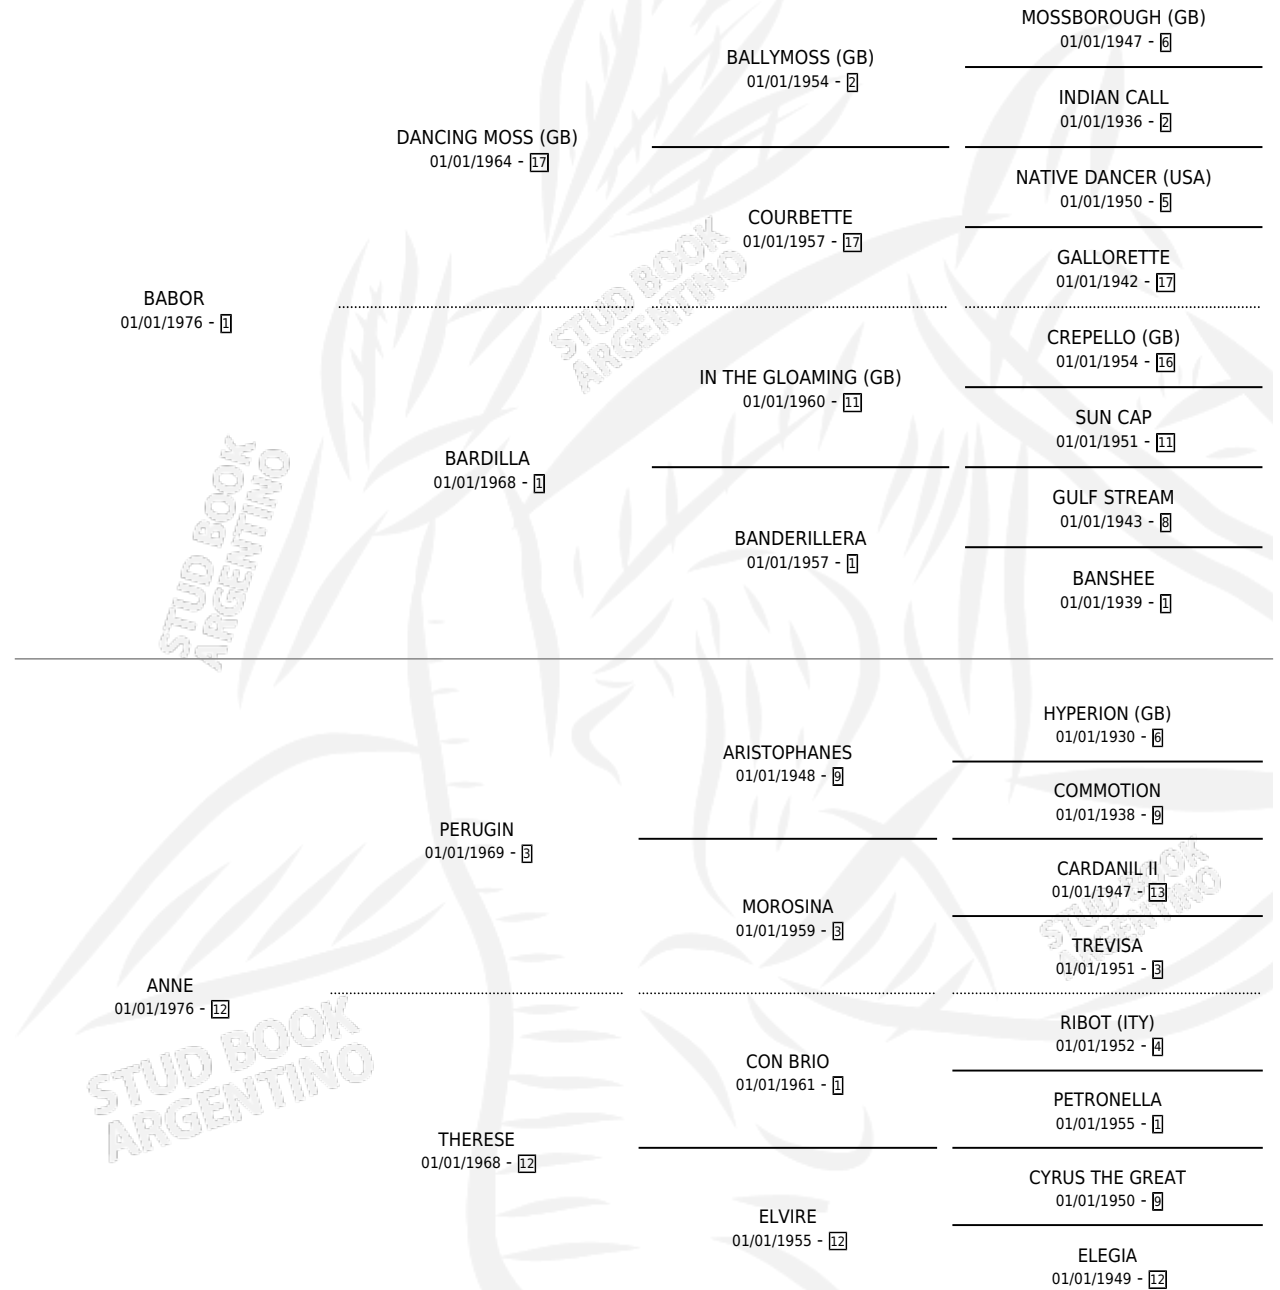 MOSSBOROUGH (GB)
01/01/1947 - 6
BALLYMOSS (GB)
01/01/1954 - 2
INDIAN CALL
01/01/1936 - 2
DANCING MOSS (GB)
01/01/1964 - 17
NATIVE DANCER (USA)
01/01/1950 - 5
COURBETTE
01/01/1957 - 17
GALLORETTE
01/01/1942 - 17
BABOR
01/01/1976 - 1
CREPELLO (GB)
01/01/1954 - 16
IN THE GLOAMING (GB)
01/01/1960 - 11
SUN CAP
01/01/1951 - 11
BARDILLA
01/01/1968 - 1
GULF STREAM
01/01/1943 - 8
BANDERILLERA
01/01/1957 - 1
BANSHEE
01/01/1939 - 1
HYPERION (GB)
01/01/1930 - 6
ARISTOPHANES
01/01/1948 - 9
COMMOTION
01/01/1938 - 9
PERUGIN
01/01/1969 - 3
CARDANIL II
01/01/1947 - 13
MOROSINA
01/01/1959 - 3
TREVISA
01/01/1951 - 3
ANNE
01/01/1976 - 12
RIBOT (ITY)
01/01/1952 - 4
CON BRIO
01/01/1961 - 1
PETRONELLA
01/01/1955 - 1
THERESE
01/01/1968 - 12
CYRUS THE GREAT
01/01/1950 - 9
ELVIRE
01/01/1955 - 12
ELEGIA
01/01/1949 - 12
STUD BOOK
ARGENTINO
STUD BOOK
ARGENTINO
STUD BOOK
ARGENTINO
STUD BOOK
ARGENTINO